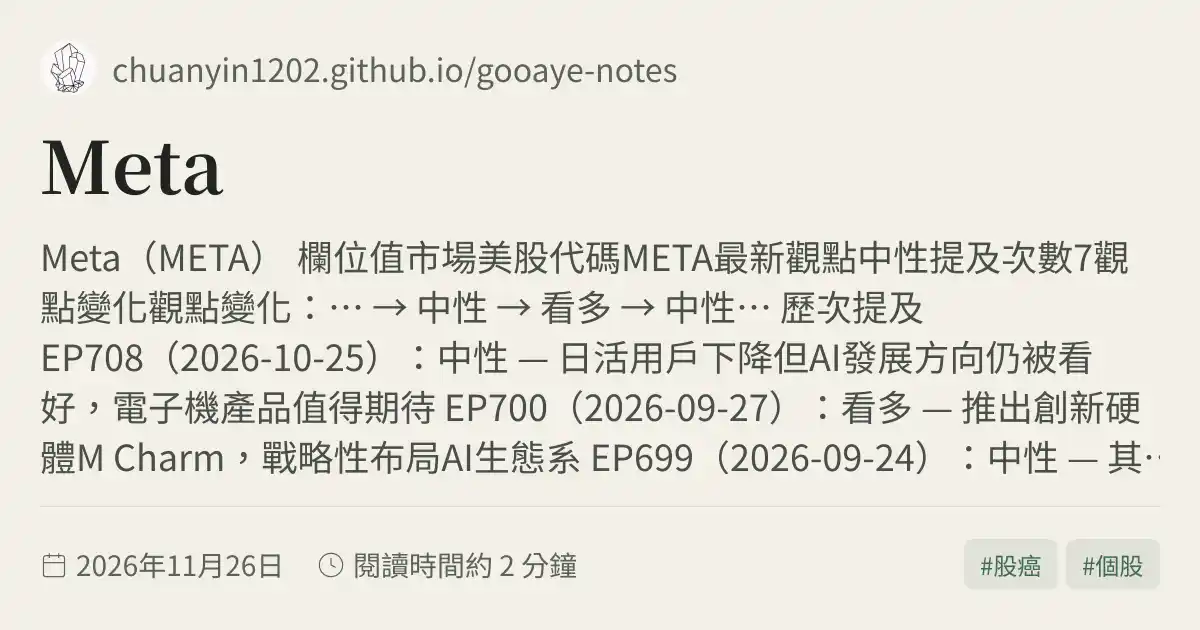 chuanyin1202.github.io/gooaye-notes
Meta
Meta（META） 欄位值市場美股代碼META最新觀點中性提及次數7觀
點變化觀點變化：… → 中性 → 看多 → 中性… 歷次提及
EP708（2026-10-25）：中性 — 日活用戶下降但AI發展方向仍被看
好，電子機產品值得期待 EP700（2026-09-27）：看多 — 推出創新硬
體M Charm，戰略性布局AI生態系 EP699（2026-09-24）：中性 — 其…
2026年11月26日 閱讀時間約 2 分鐘 #股癌 #個股